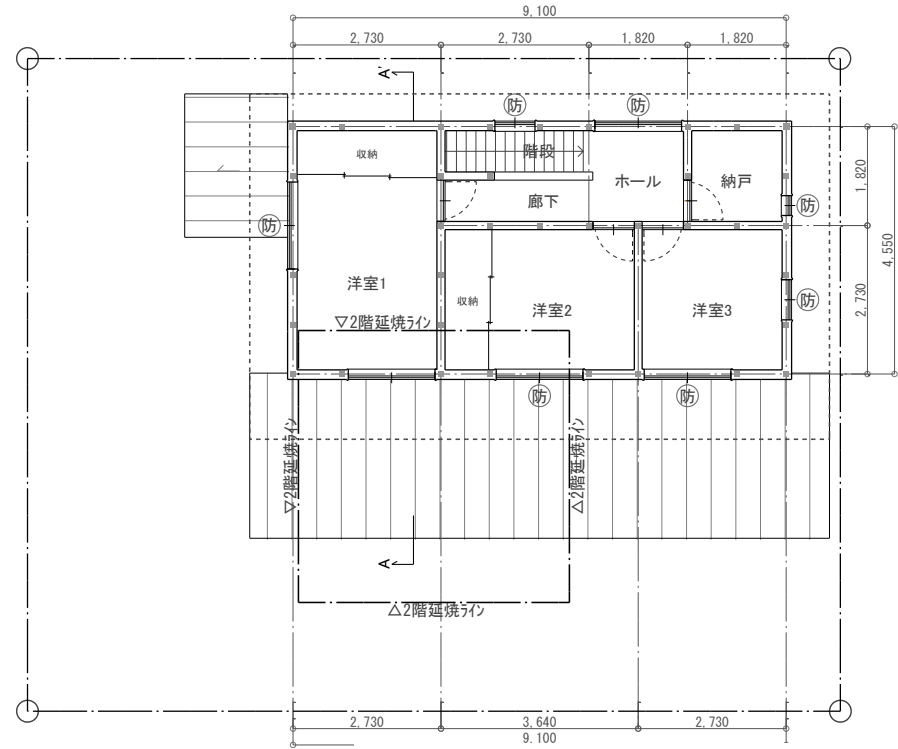 9,100
2,730 2,730 1,820 1,820
A'
防 防
収納 階段 ホール 納戸
廊下
防 防
洋室1 収納 洋室2 洋室3 防
▽2階延焼ライン
防 防
▽2階延焼ライン
△2階延焼ライン
A
△2階延焼ライン
1,820
2,730
4,550
2,730 3,640 2,730
9,100